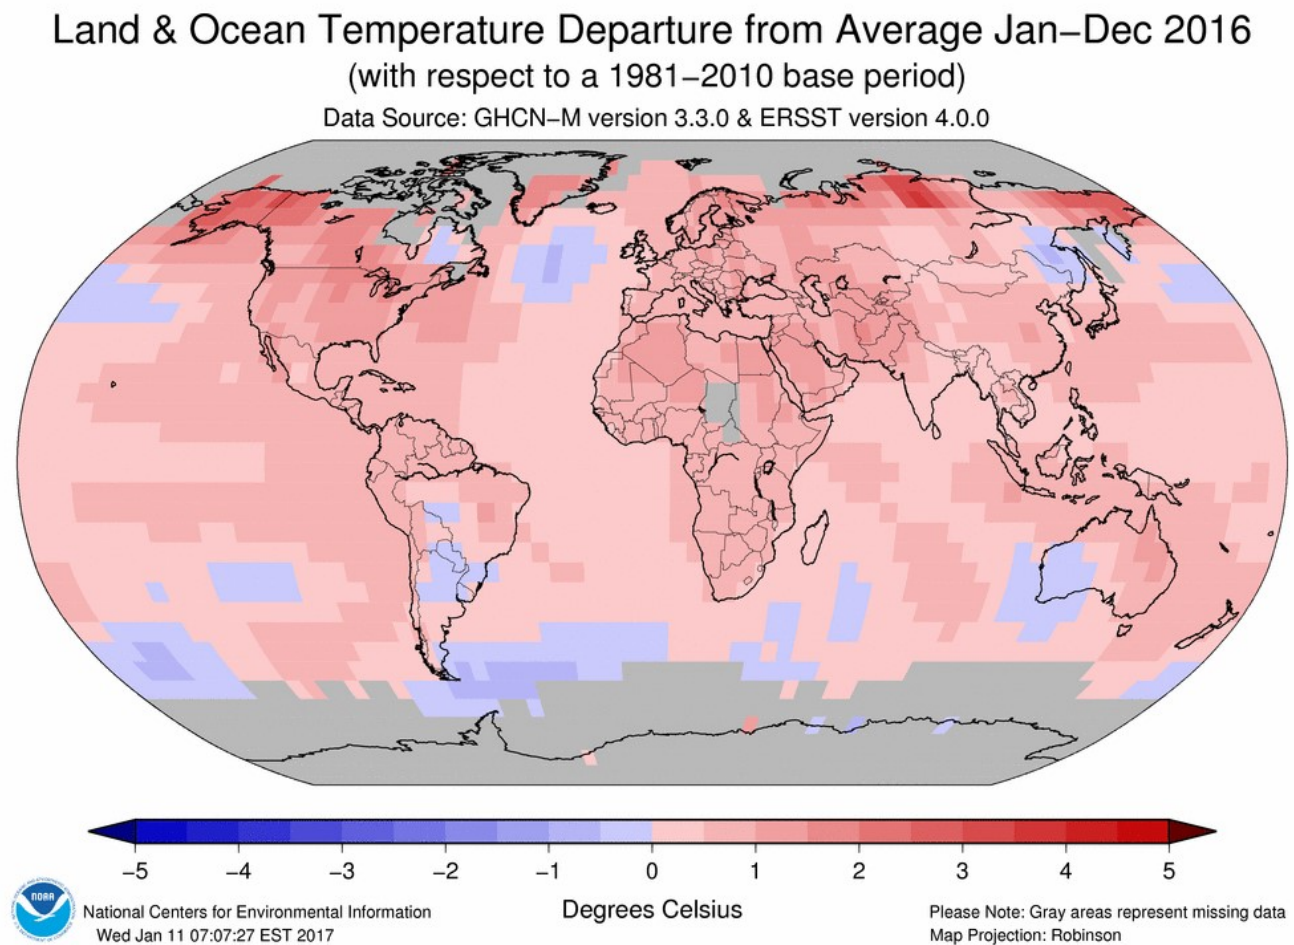 Land & Ocean Temperature Departure from Average Jan–Dec 2016
(with respect to a 1981–2010 base period)
Data Source: GHCN–M version 3.3.0 & ERSST version 4.0.0
−5 −4 −3 −2 −1 0 1 2 3 4 5
Degrees Celsius
NOAA
National Centers for Environmental Information
Wed Jan 11 07:07:27 EST 2017
Please Note: Gray areas represent missing data
Map Projection: Robinson